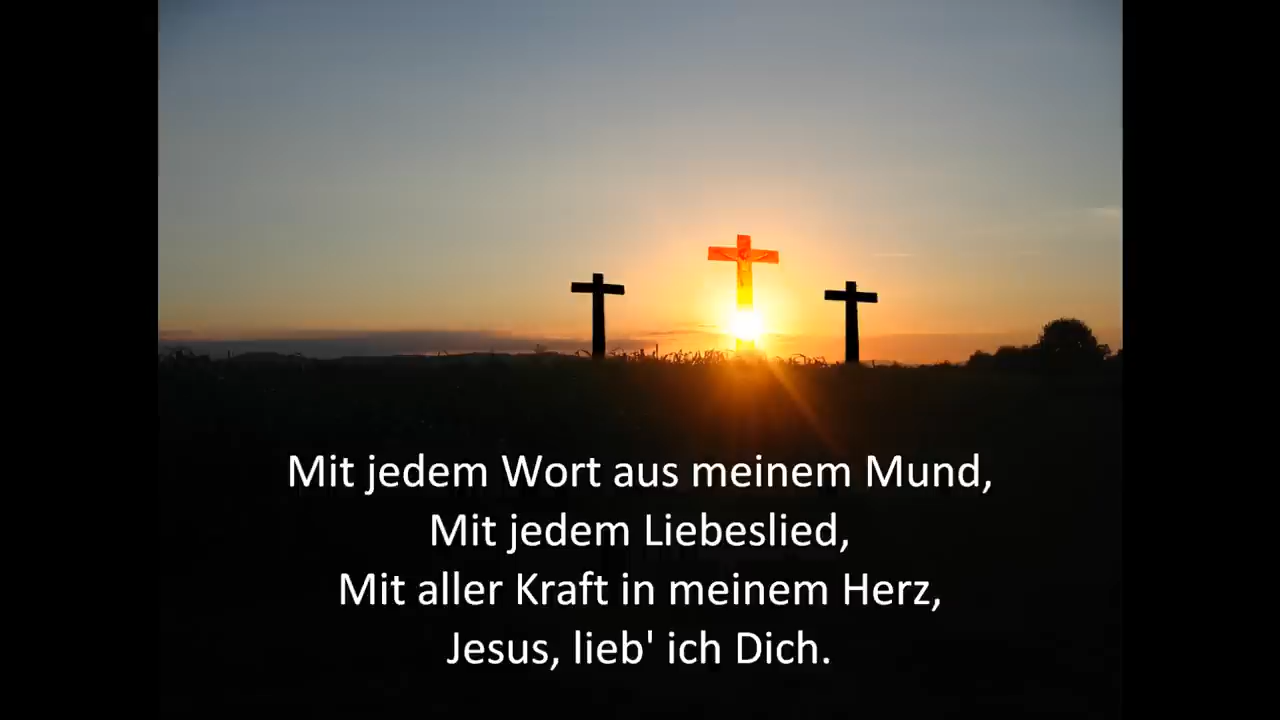 Mit jedem Wort aus meinem Mund,
Mit jedem Liebeslied,
Mit aller Kraft in meinem Herz,
Jesus, lieb' ich Dich.